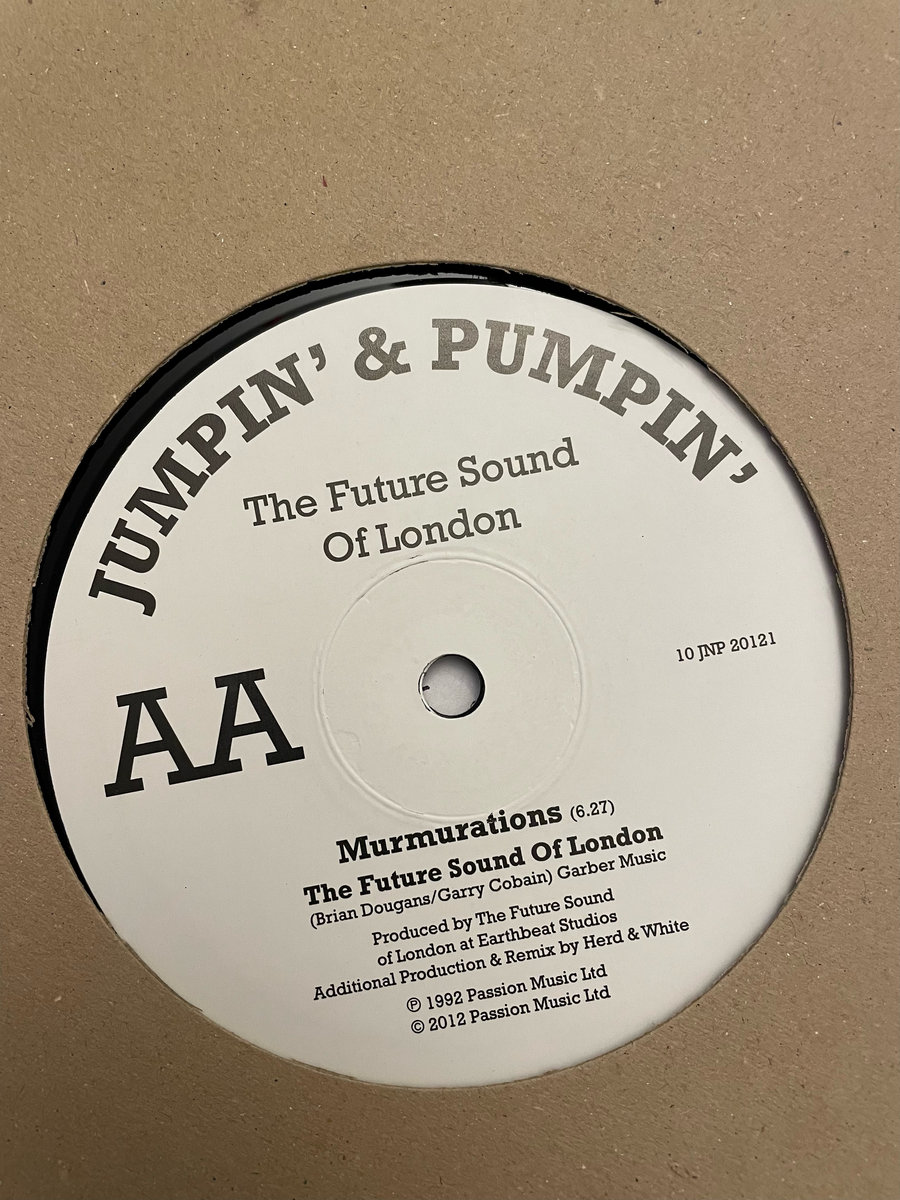 JUMPIN’ & PUMPIN’
The Future Sound
Of London
10 JNP 20121
AA
Murmurations (6.27)
The Future Sound Of London
(Brian Dougans/Garry Cobain) Garber Music
Produced by The Future Sound
of London at Earthbeat Studios
Additional Production & Remix by Herd & White
℗ 1992 Passion Music Ltd
© 2012 Passion Music Ltd